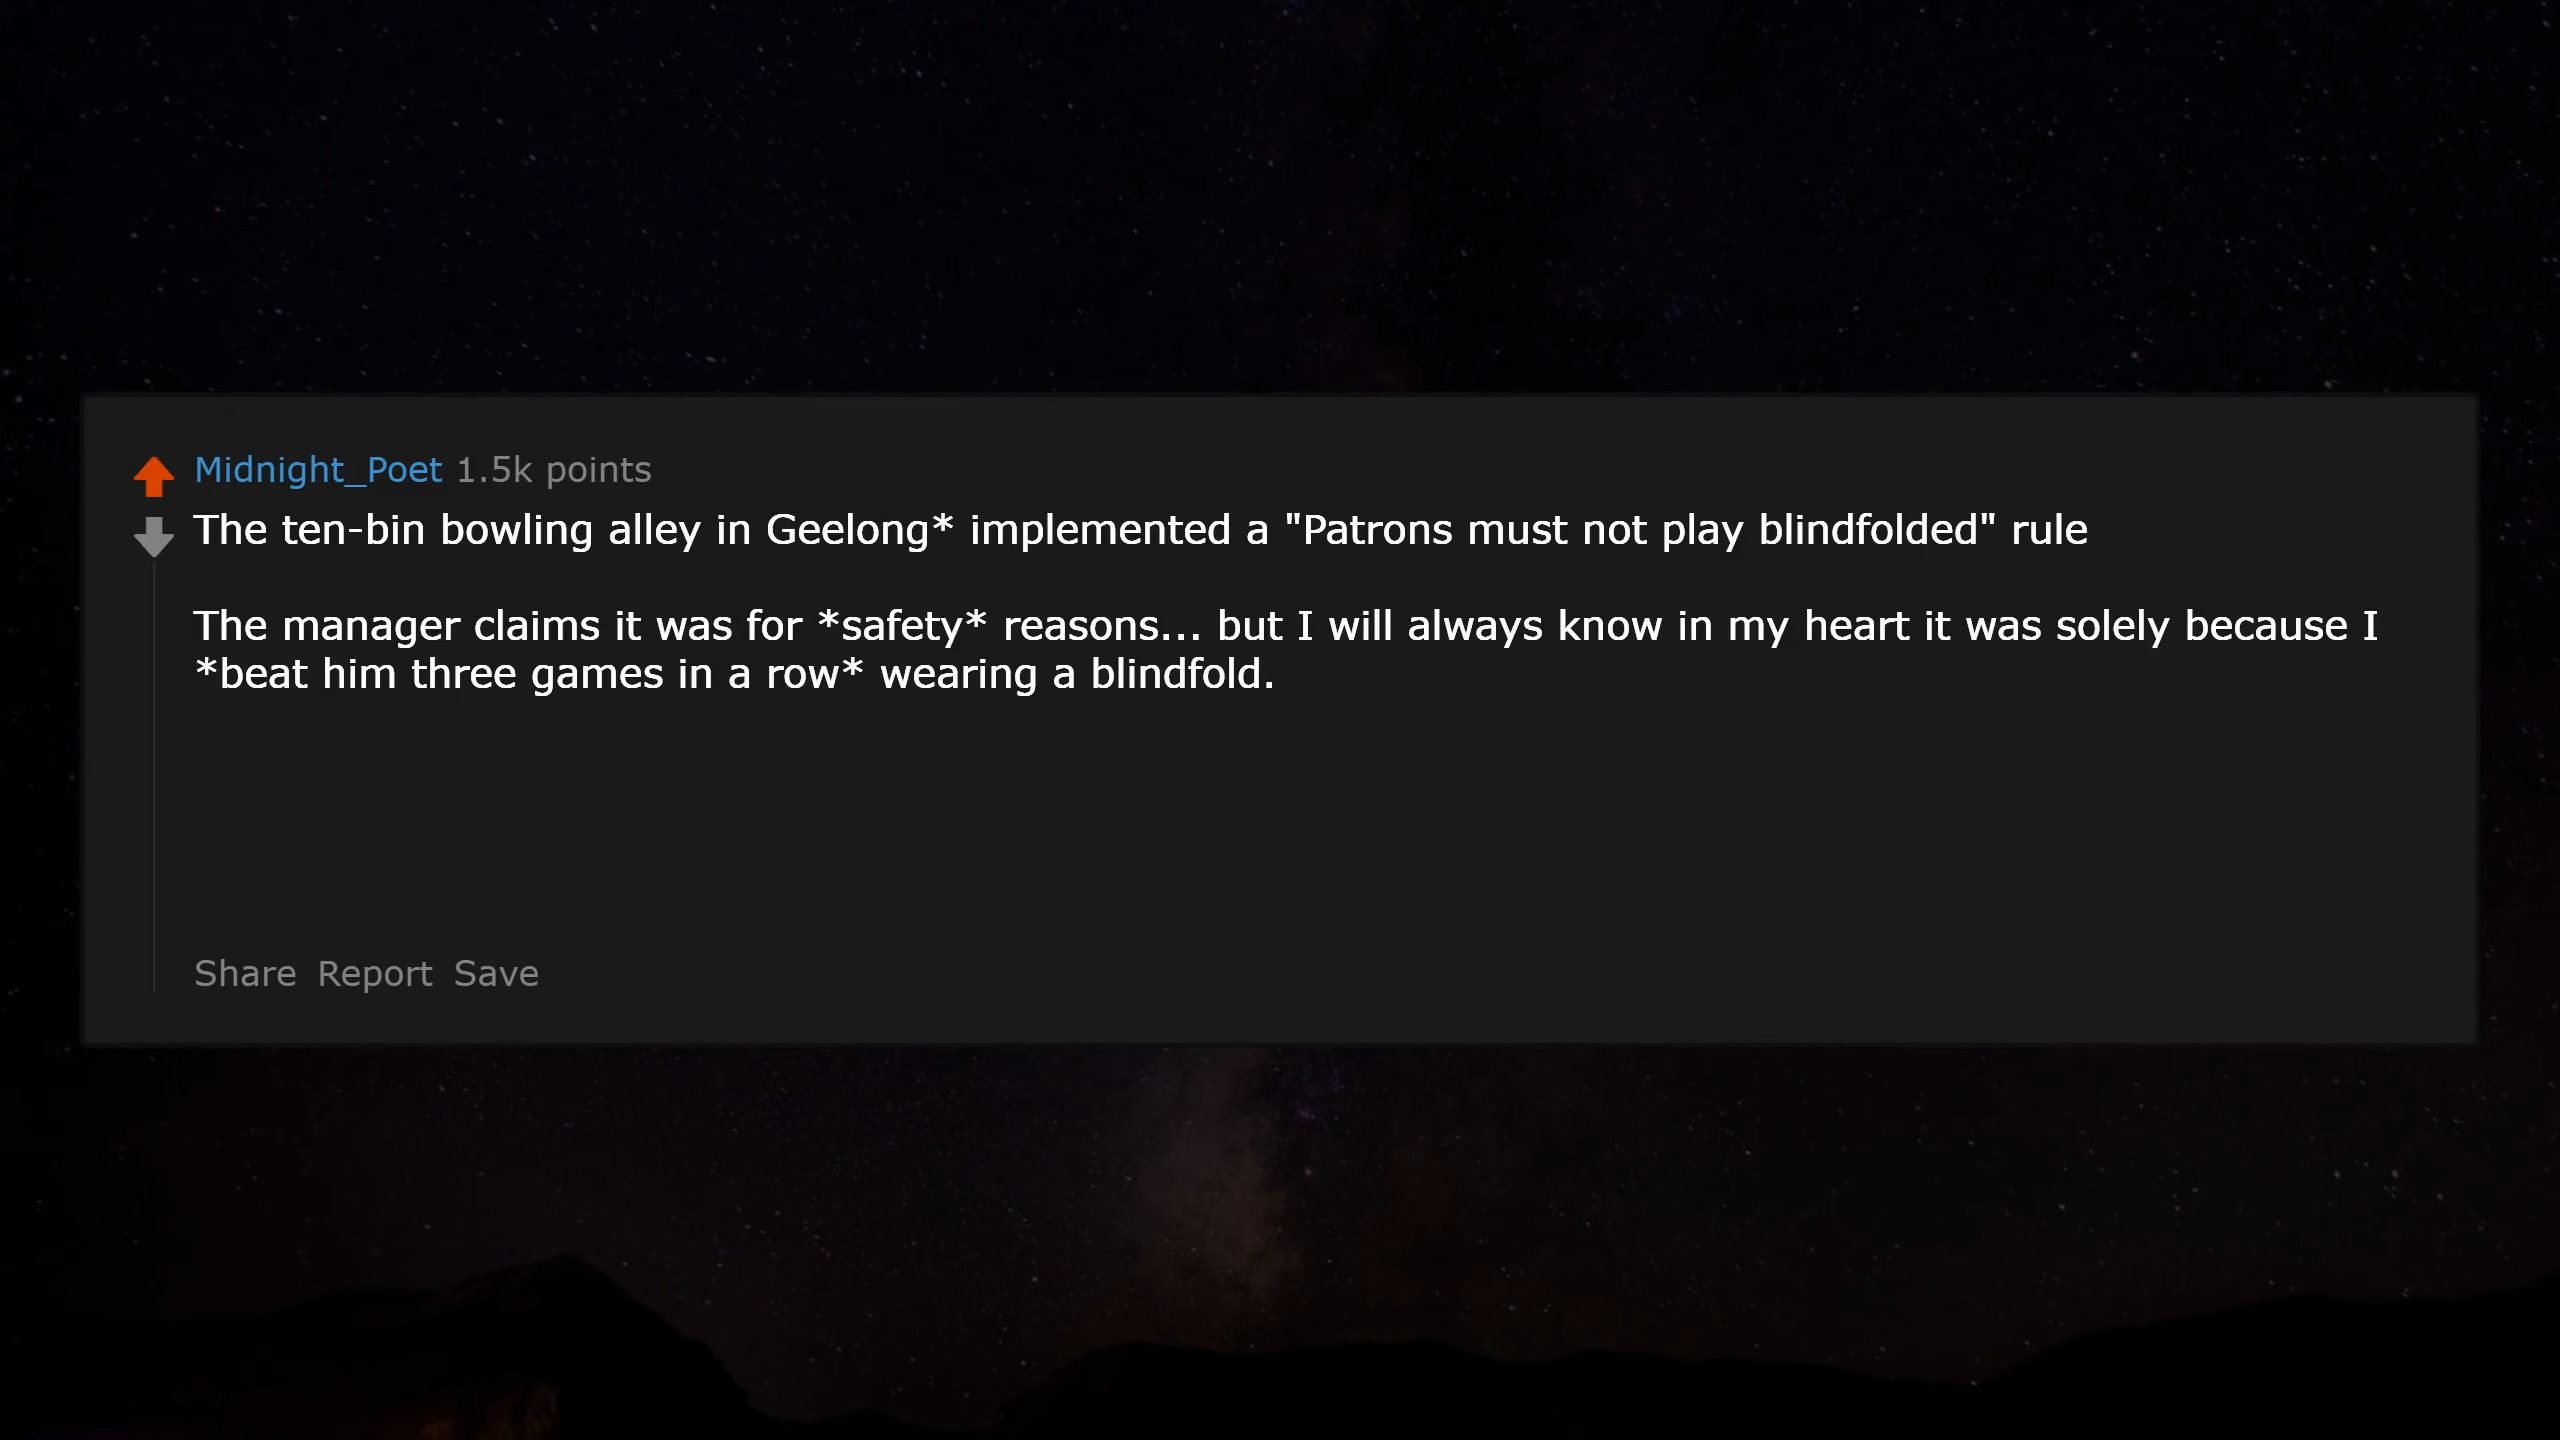 Midnight_Poet 1.5k points
The ten-bin bowling alley in Geelong* implemented a "Patrons must not play blindfolded" rule
The manager claims it was for *safety* reasons... but I will always know in my heart it was solely because I
*beat him three games in a row* wearing a blindfold.
Share Report Save